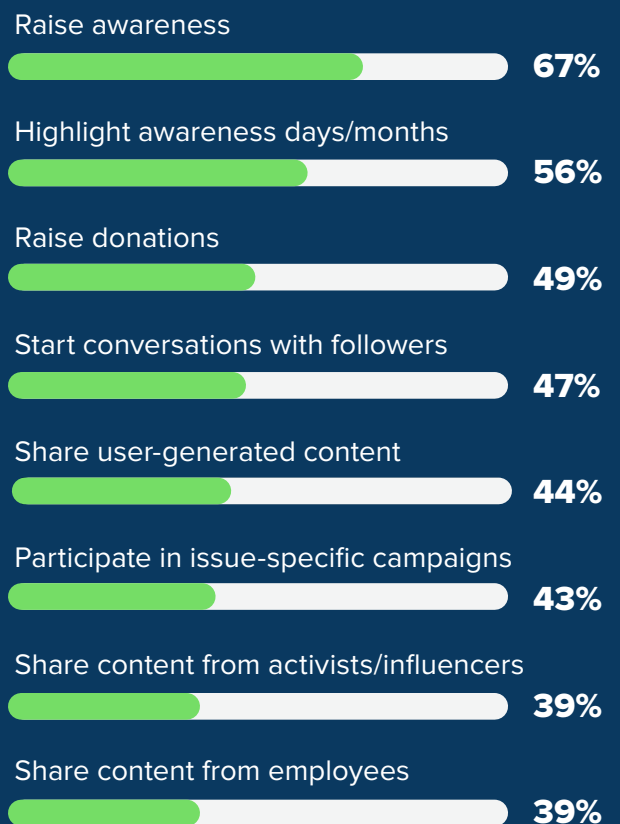 Raise awareness
67%
Highlight awareness days/months
56%
Raise donations
49%
Start conversations with followers
47%
Share user-generated content
44%
Participate in issue-specific campaigns
43%
Share content from activists/influencers
39%
Share content from employees
39%